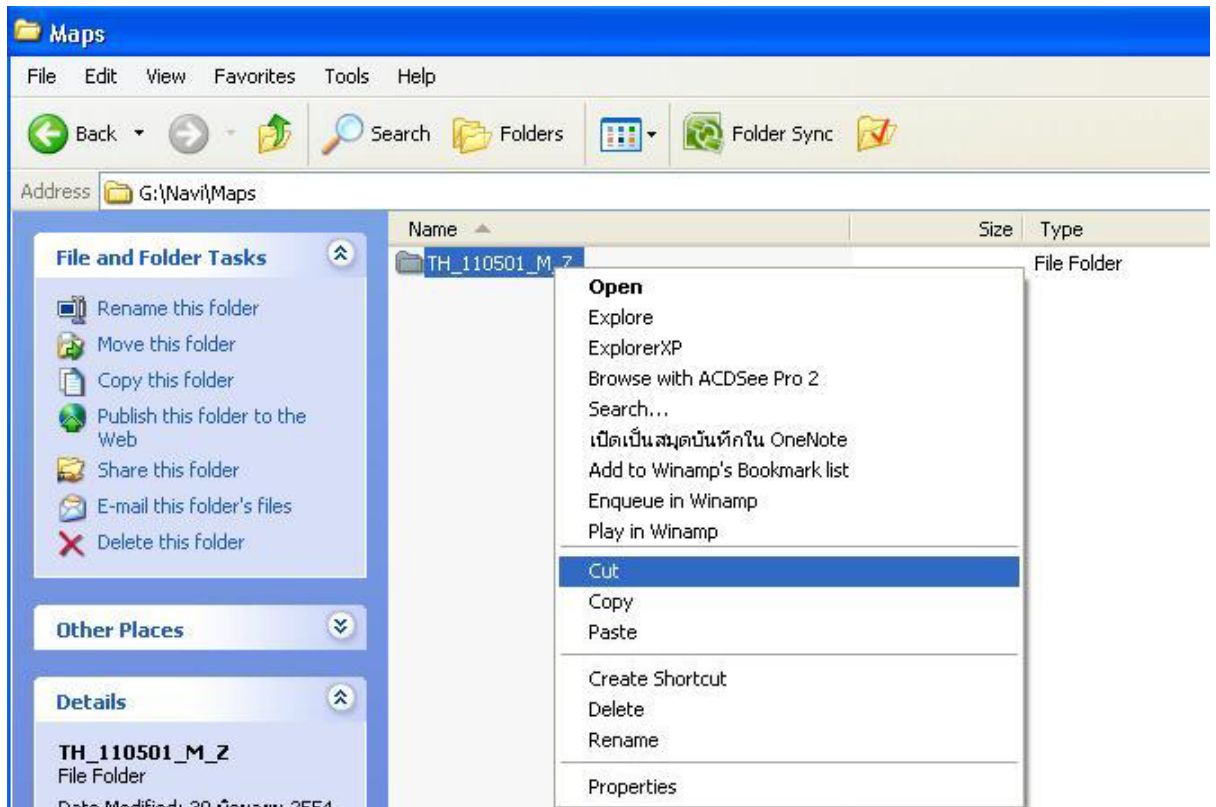 Maps
File Edit View Favorites Tools Help
Back Search Folders Folder Sync
Address G:\Navi\Maps
Name Size Type
File and Folder Tasks
Rename this folder
Move this folder
Copy this folder
Publish this folder to the
Web
Share this folder
E-mail this folder's files
Delete this folder
Other Places
Details
TH_110501_M_Z
File Folder
Date Modified: 2554
TH_110501_M_Z File Folder
Open
Explore
ExplorerXP
Browse with ACDSee Pro 2
Search...
เปิดเป็นสมุดบันทึกใน OneNote
Add to Winamp's Bookmark list
Enqueue in Winamp
Play in Winamp
Cut
Copy
Paste
Create Shortcut
Delete
Rename
Properties